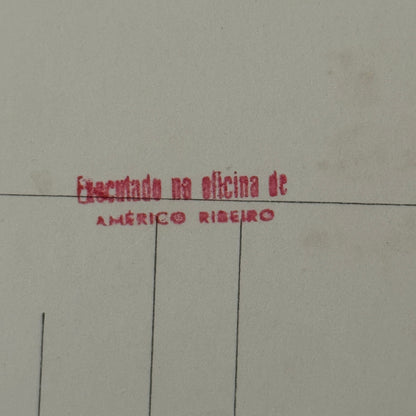 Executado na oficina de
AMÉRICO RIBEIRO